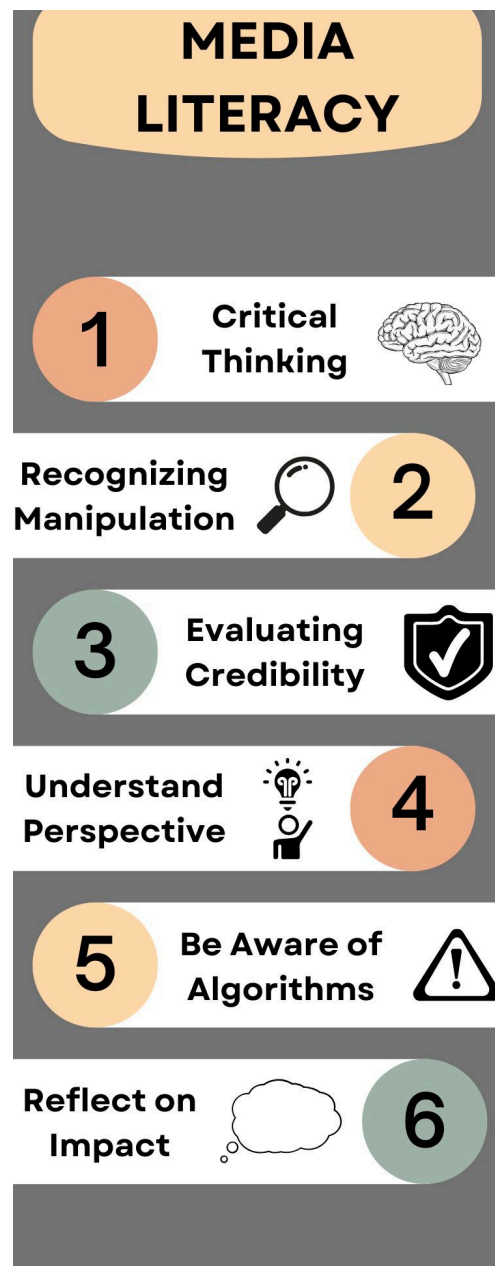 MEDIA
LITERACY
1
Critical
Thinking
Recognizing
Manipulation
2
3
Evaluating
Credibility
Understand
Perspective
4
5
Be Aware of
Algorithms
Reflect on
Impact
6